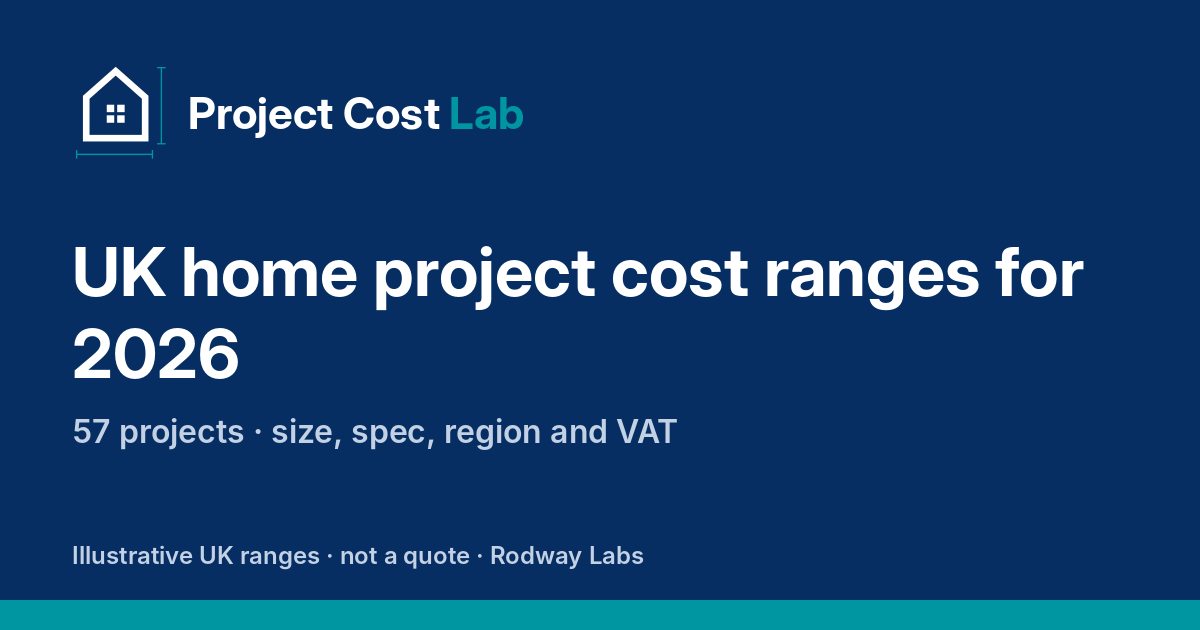 Project Cost Lab
UK home project cost ranges for
2026
57 projects · size, spec, region and VAT
Illustrative UK ranges · not a quote · Rodway Labs